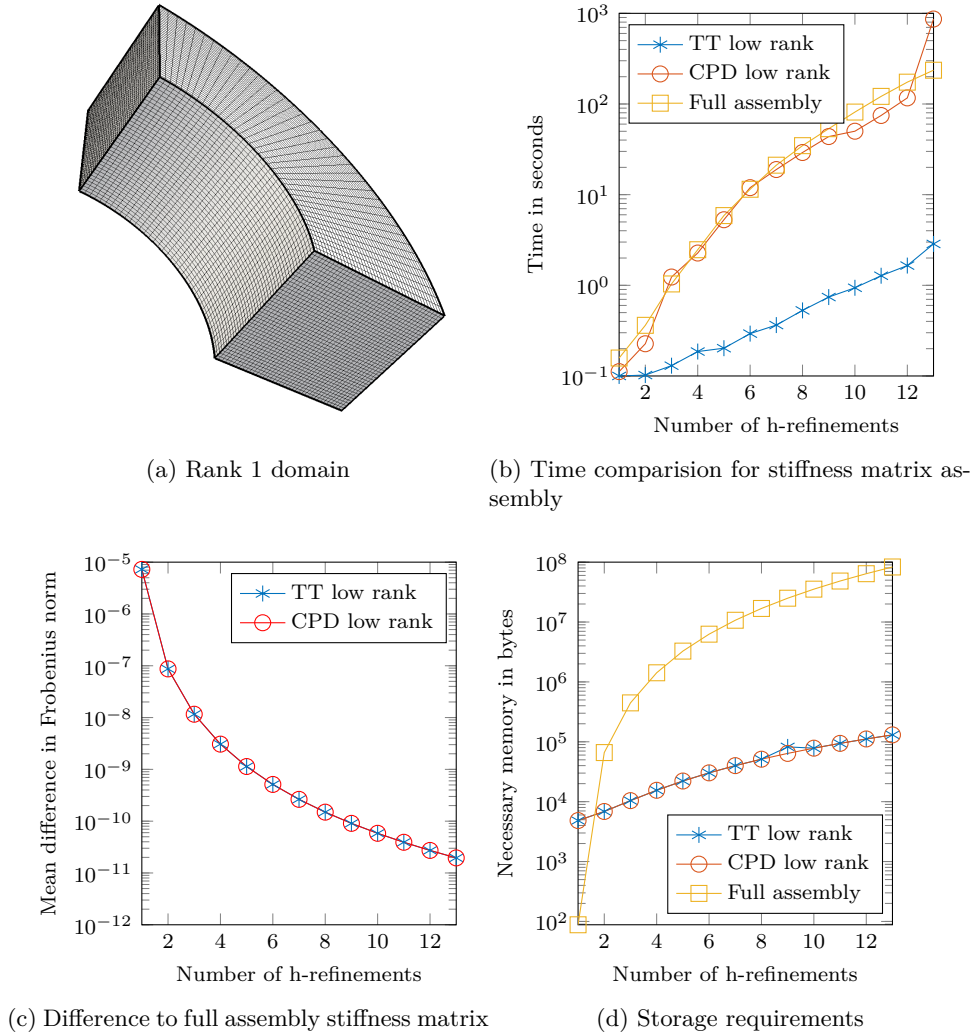 (a) Rank 1 domain
10^3
10^2
10^1
10^0
10^−1
Time in seconds
TT low rank
CPD low rank
Full assembly
2 4 6 8 10 12
Number of h-refinements
(b) Time comparision for stiffness matrix as-
sembly
10^−5
10^−6
10^−7
10^−8
10^−9
10^−10
10^−11
10^−12
Mean difference in Frobenius norm
TT low rank
CPD low rank
2 4 6 8 10 12
Number of h-refinements
(c) Difference to full assembly stiffness matrix
10^8
10^7
10^6
10^5
10^4
10^3
10^2
Necessary memory in bytes
TT low rank
CPD low rank
Full assembly
2 4 6 8 10 12
Number of h-refinements
(d) Storage requirements